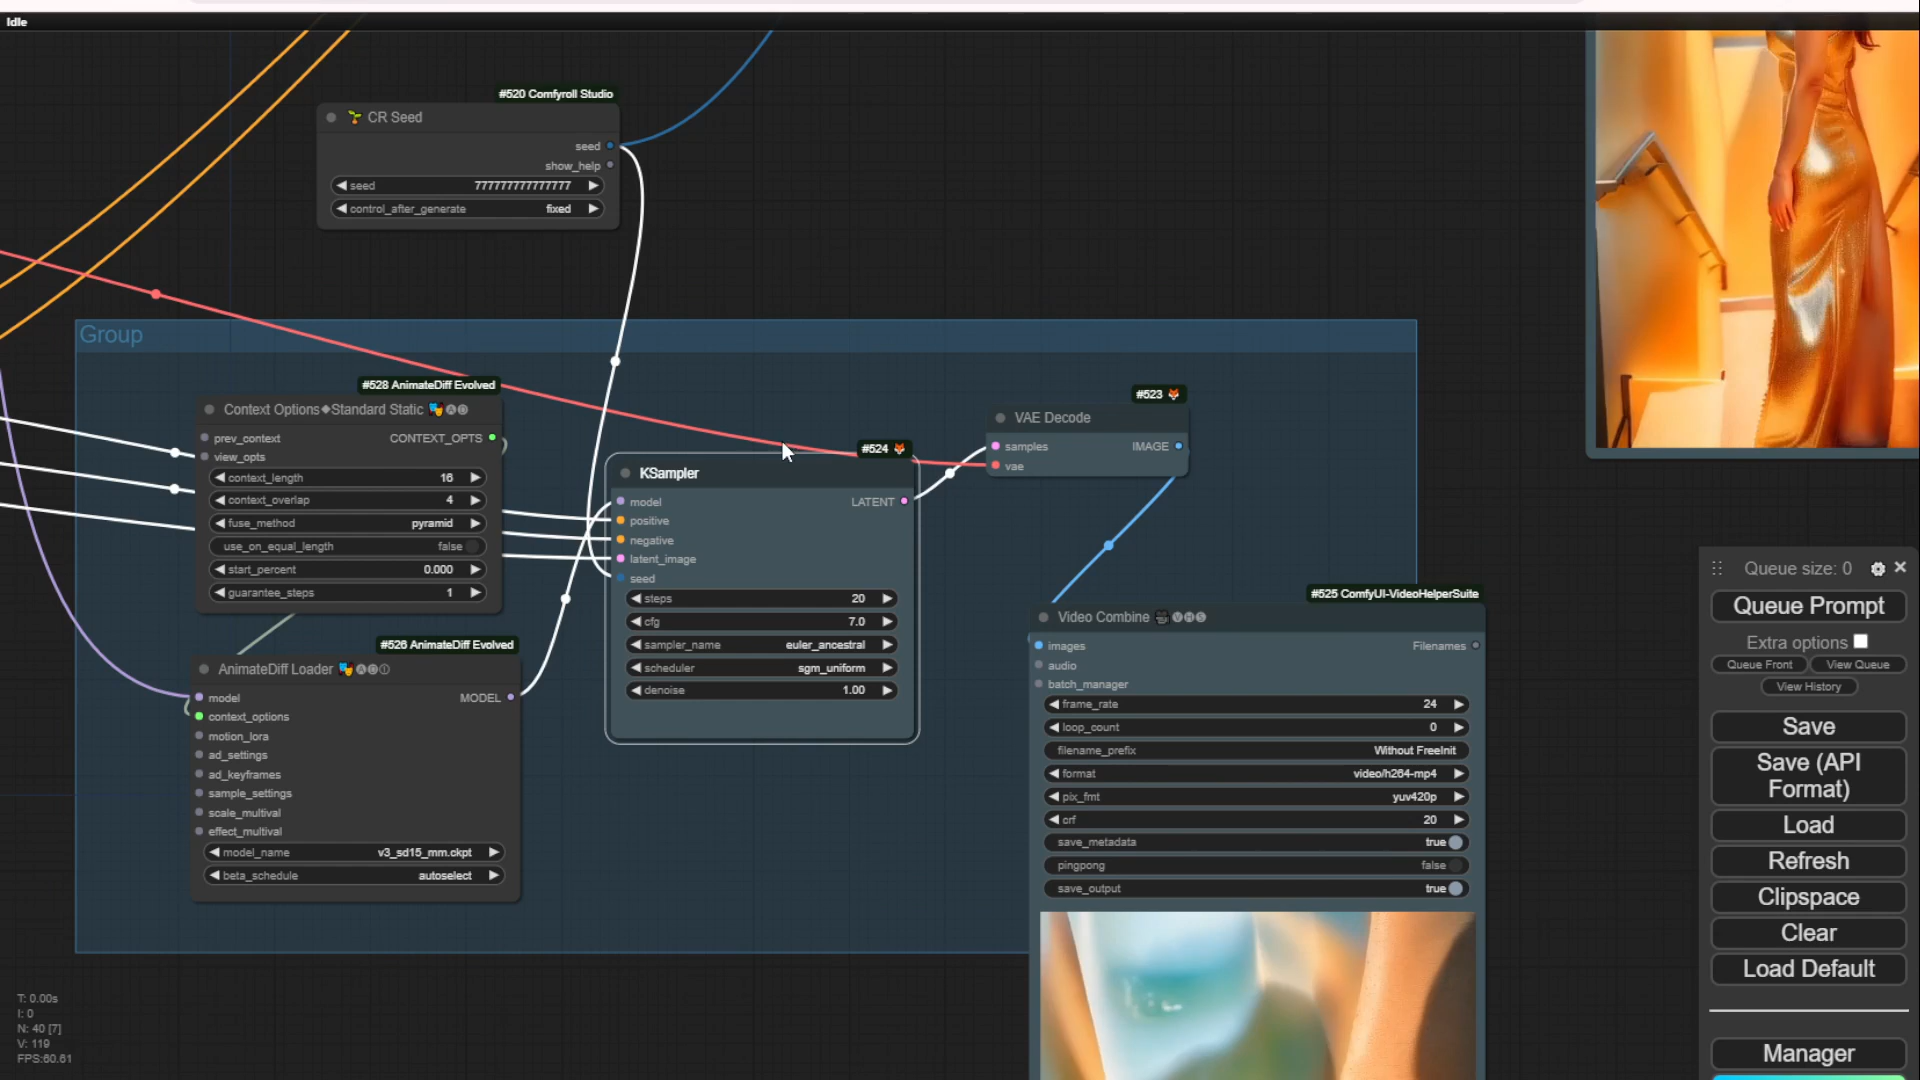 Idle
#520 Comfyroll Studio
CR Seed
seed
show_help
seed 777777777777777
control_after_generate fixed
Group
#528 AnimateDiff Evolved
Context Options◆Standard Static 🎭🅐🅓
prev_context CONTEXT_OPTS
view_opts
context_length 16
context_overlap 4
fuse_method pyramid
use_on_equal_length false
start_percent 0.000
guarantee_steps 1
#526 AnimateDiff Evolved
AnimateDiff Loader 🎭🅐🅓①
model MODEL
context_options
motion_lora
ad_settings
ad_keyframes
sample_settings
scale_multival
effect_multival
model_name v3_sd15_mm.ckpt
beta_schedule autoselect
#524
KSampler
model LATENT
positive
negative
latent_image
seed
steps 20
cfg 7.0
sampler_name euler_ancestral
scheduler sgm_uniform
denoise 1.00
#523
VAE Decode
samples IMAGE
vae
#525 ComfyUI-VideoHelperSuite
Video Combine 🎥🅥🅗🅢
images Filenames
audio
batch_manager
frame_rate 24
loop_count 0
filename_prefix Without FreeInit
format video/h264-mp4
pix_fmt yuv420p
crf 20
save_metadata true
pingpong false
save_output true
Queue size: 0
Queue Prompt
Extra options
Queue Front View Queue
View History
Save
Save (API
Format)
Load
Refresh
Clipspace
Clear
Load Default
Manager
T: 0.00s
I: 0
N: 40 [7]
V: 119
FPS:60.61